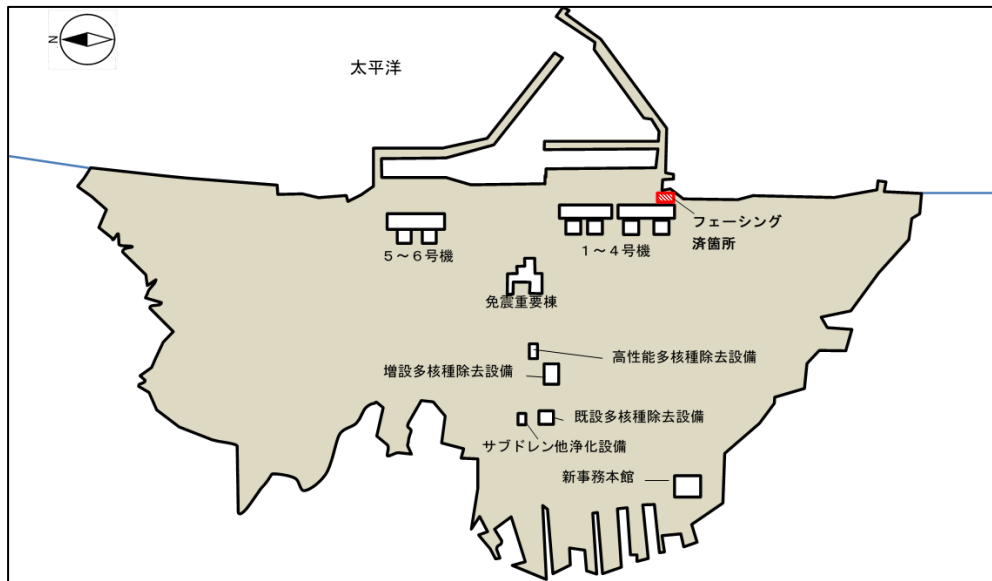 N
太平洋
フェーシング
済箇所
5～6号機
1～4号機
免震重要棟
高性能多核種除去設備
増設多核種除去設備
既設多核種除去設備
サブドレン他浄化設備
新事務本館